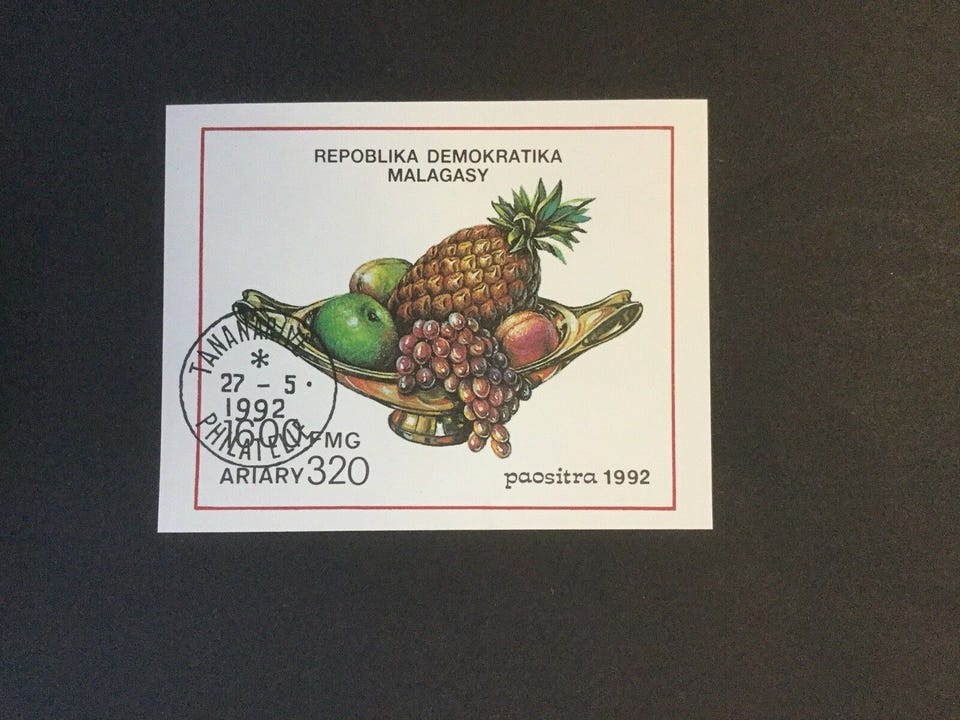 REPOBLIKA DEMOKRATIKA
MALAGASY
TANANARIVE
*
27 - 5 ·
1992
PHILATELIE
1600 FMG
ARIARY 320
paositra 1992